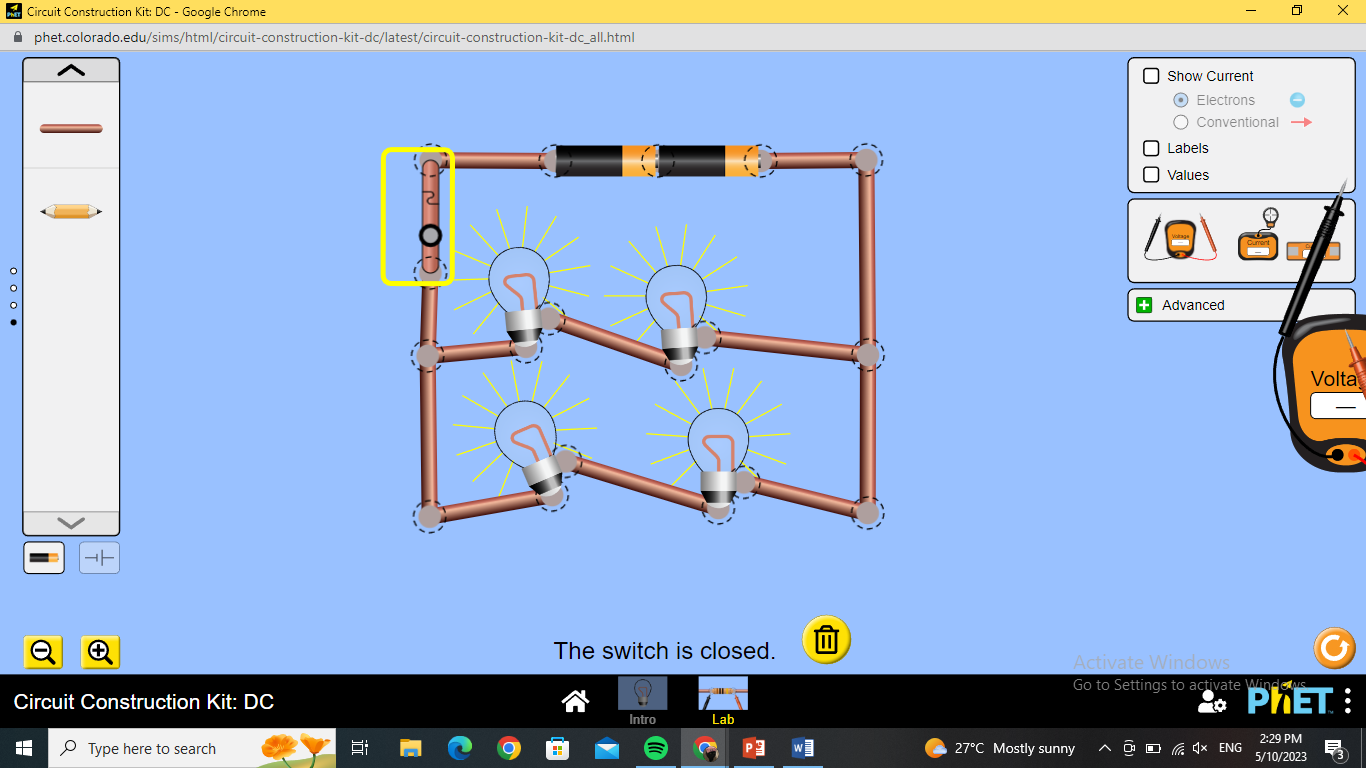 Circuit Construction Kit: DC - Google Chrome
phet.colorado.edu/sims/html/circuit-construction-kit-dc/latest/circuit-construction-kit-dc_all.html
Show Current
Electrons
Conventional
Labels
Values
Voltage
Current
Advanced
The switch is closed.
Activate Windows
Go to Settings to activate Windows.
Circuit Construction Kit: DC
Intro
Lab
PhET
Type here to search
27°C Mostly sunny
ENG
2:29 PM
5/10/2023
3